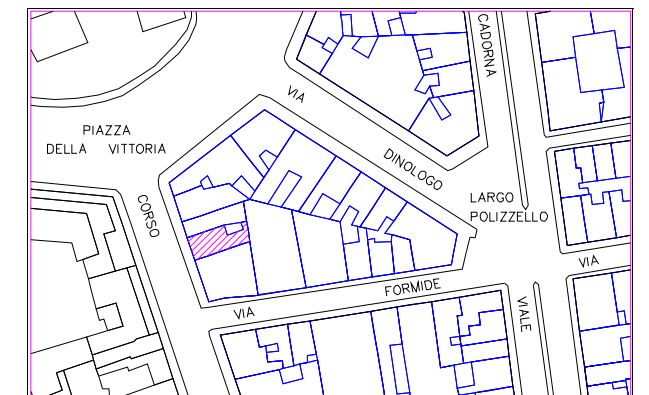 CADORNA
VIA
PIAZZA
DELLA VITTORIA
DINOLOGO
CORSO
LARGO
POLIZZELLO
VIA
FORMIDE
VIA
VIALE